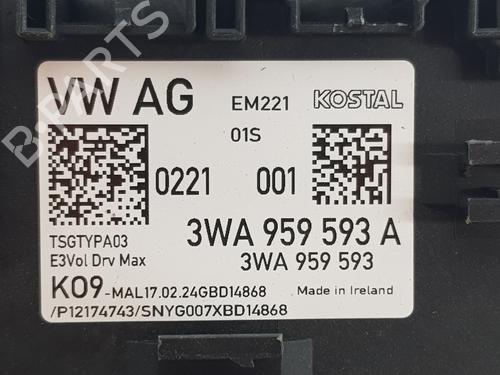 VW AG EM221 KOSTAL
01S
0221 001
TSGTYPA03 3WA 959 593 A
E3Vol Drv Max 3WA 959 593
K09-MAL17.02.24GBD14868 Made in Ireland
/P12174743/SNYG007XBD14868
B-PARTS